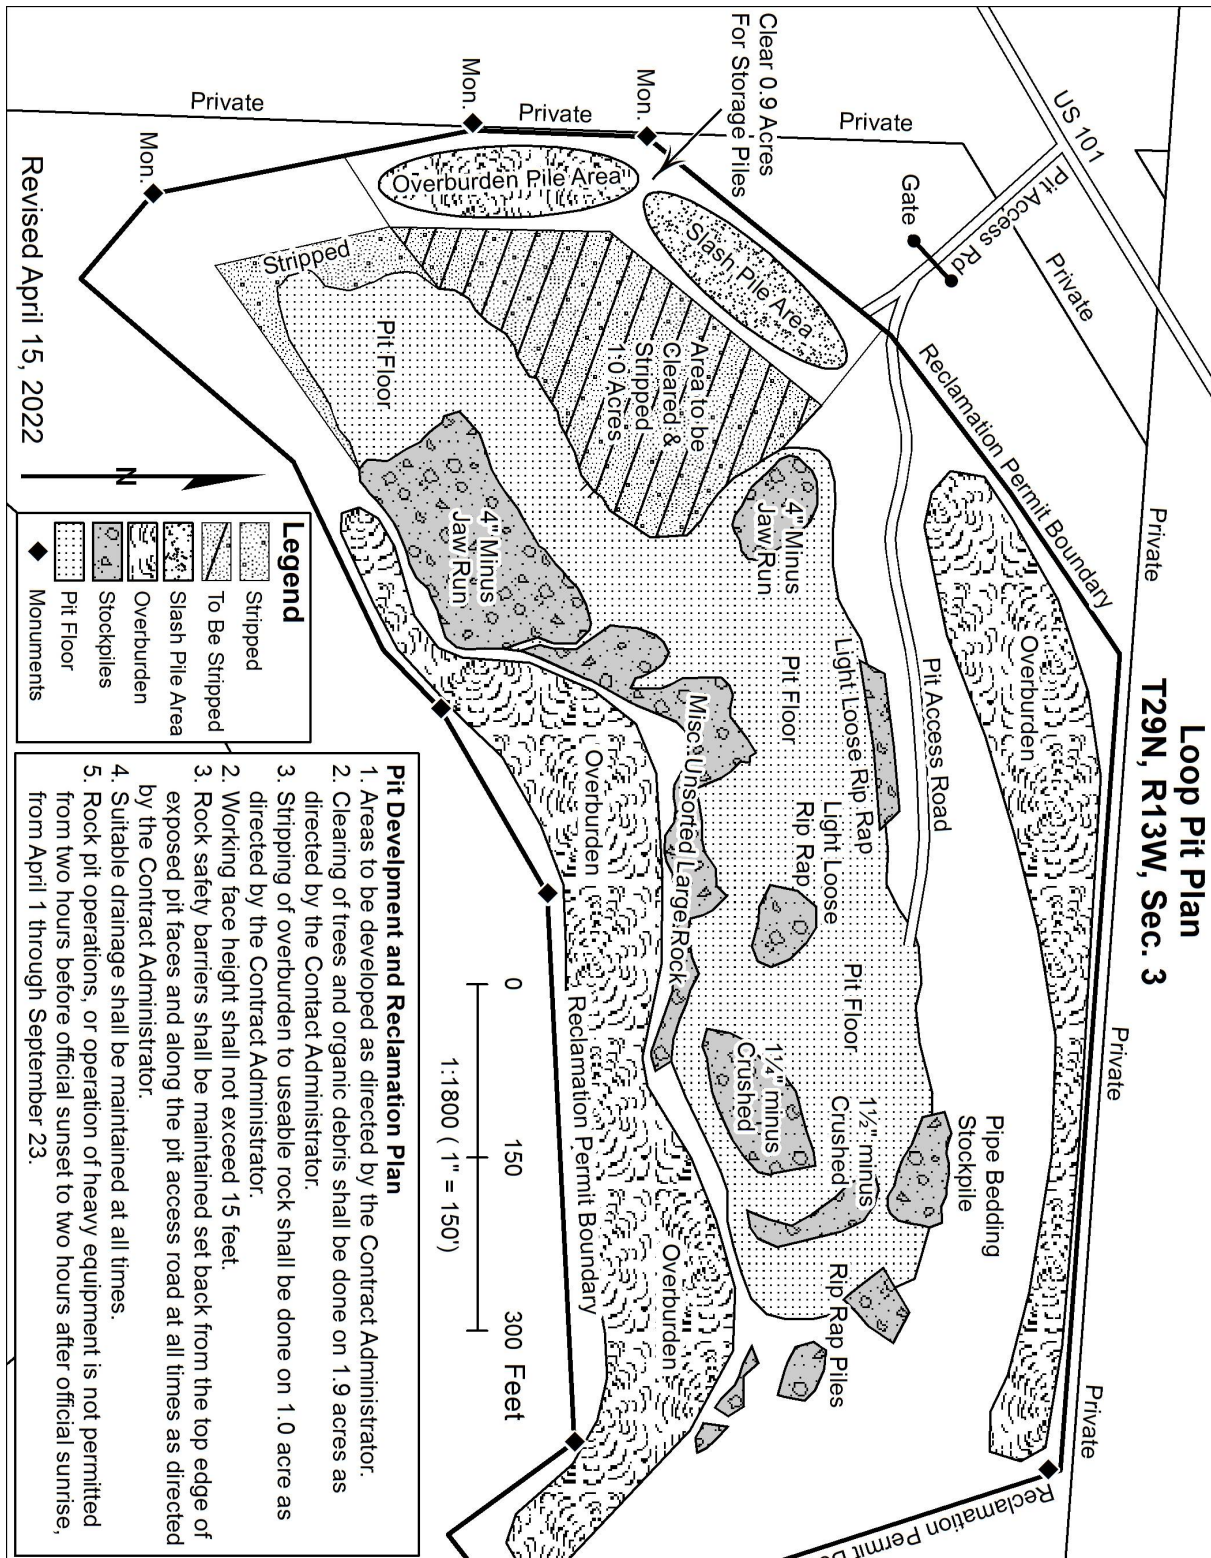 Loop Pit Plan
T29N, R13W, Sec. 3
US 101
Pit Access Rd
Gate
Private
Private
Private
Private
Private
Private
Private
Clear 0.9 Acres
For Storage Piles
Mon.
Mon.
Mon.
Reclamation Permit Boundary
Overburden
Pit Access Road
Slash Pile Area
Overburden Pile Area
Area to be
Cleared &
Stripped
1.0 Acres
Stripped
Pit Floor
4" Minus
Jaw Run
4" Minus
Jaw Run
Light Loose Rip Rap
Pit Floor
Light Loose
Rip Rap
Misc. Unsorted Large Rock
Pit Floor
1¼" minus
Crushed
1½" minus
Crushed
Pipe Bedding
Stockpile
Rip Rap Piles
Overburden
Overburden
Reclamation Permit Boundary
Reclamation Permit
Revised April 15, 2022
N
Legend
Stripped
To Be Stripped
Slash Pile Area
Overburden
Stockpiles
Pit Floor
Monuments
0 150 300 Feet
1:1800 ( 1" = 150')
Pit Develpment and Reclamation Plan
1. Areas to be developed as directed by the Contract Administrator.
2 Clearing of trees and organic debris shall be done on 1.9 acres as
directed by the Contact Administrator.
3 Stripping of overburden to useable rock shall be done on 1.0 acre as
directed by the Contract Administrator.
2 Working face height shall not exceed 15 feet.
3 Rock safety barriers shall be maintained set back from the top edge of
exposed pit faces and along the pit access road at all times as directed
by the Contract Administrator.
4. Suitable drainage shall be maintained at all times.
5. Rock pit operations, or operation of heavy equipment is not permitted
from two hours before official sunset to two hours after official sunrise,
from April 1 through September 23.